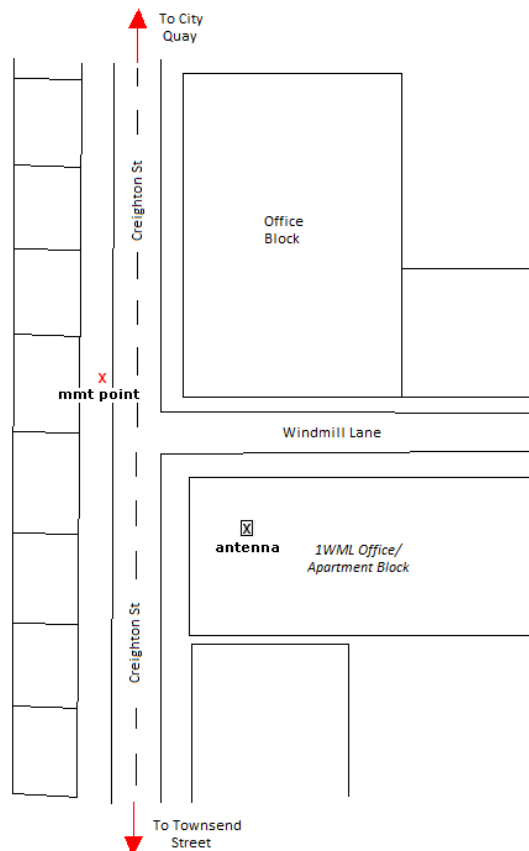 To City
Quay
Creighton St
Office
Block
X
mmt point
Windmill Lane
X
antenna
1WML Office/
Apartment Block
Creighton St
To Townsend
Street